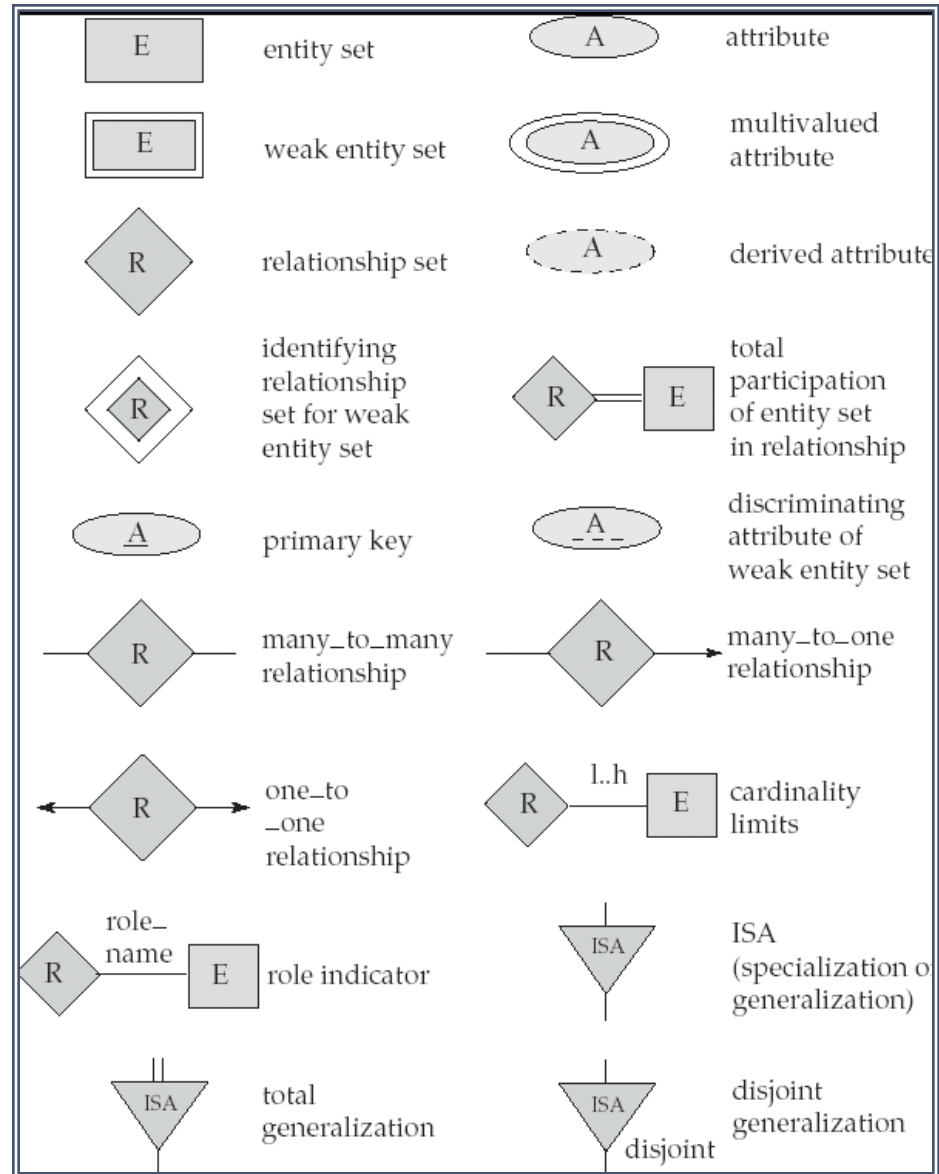 E
entity set
A
attribute
E
weak entity set
A
multivalued
attribute
R
relationship set
A
derived attribute
R
identifying
relationship
set for weak
entity set
R
E
total
participation
of entity set
in relationship
A
primary key
A
discriminating
attribute of
weak entity set
R
many_to_many
relationship
R
many_to_one
relationship
R
one_to
_one
relationship
R
l..h
E
cardinality
limits
R
role_
name
E
role indicator
ISA
ISA
(specialization o
generalization)
ISA
total
generalization
ISA
disjoint
disjoint
generalization